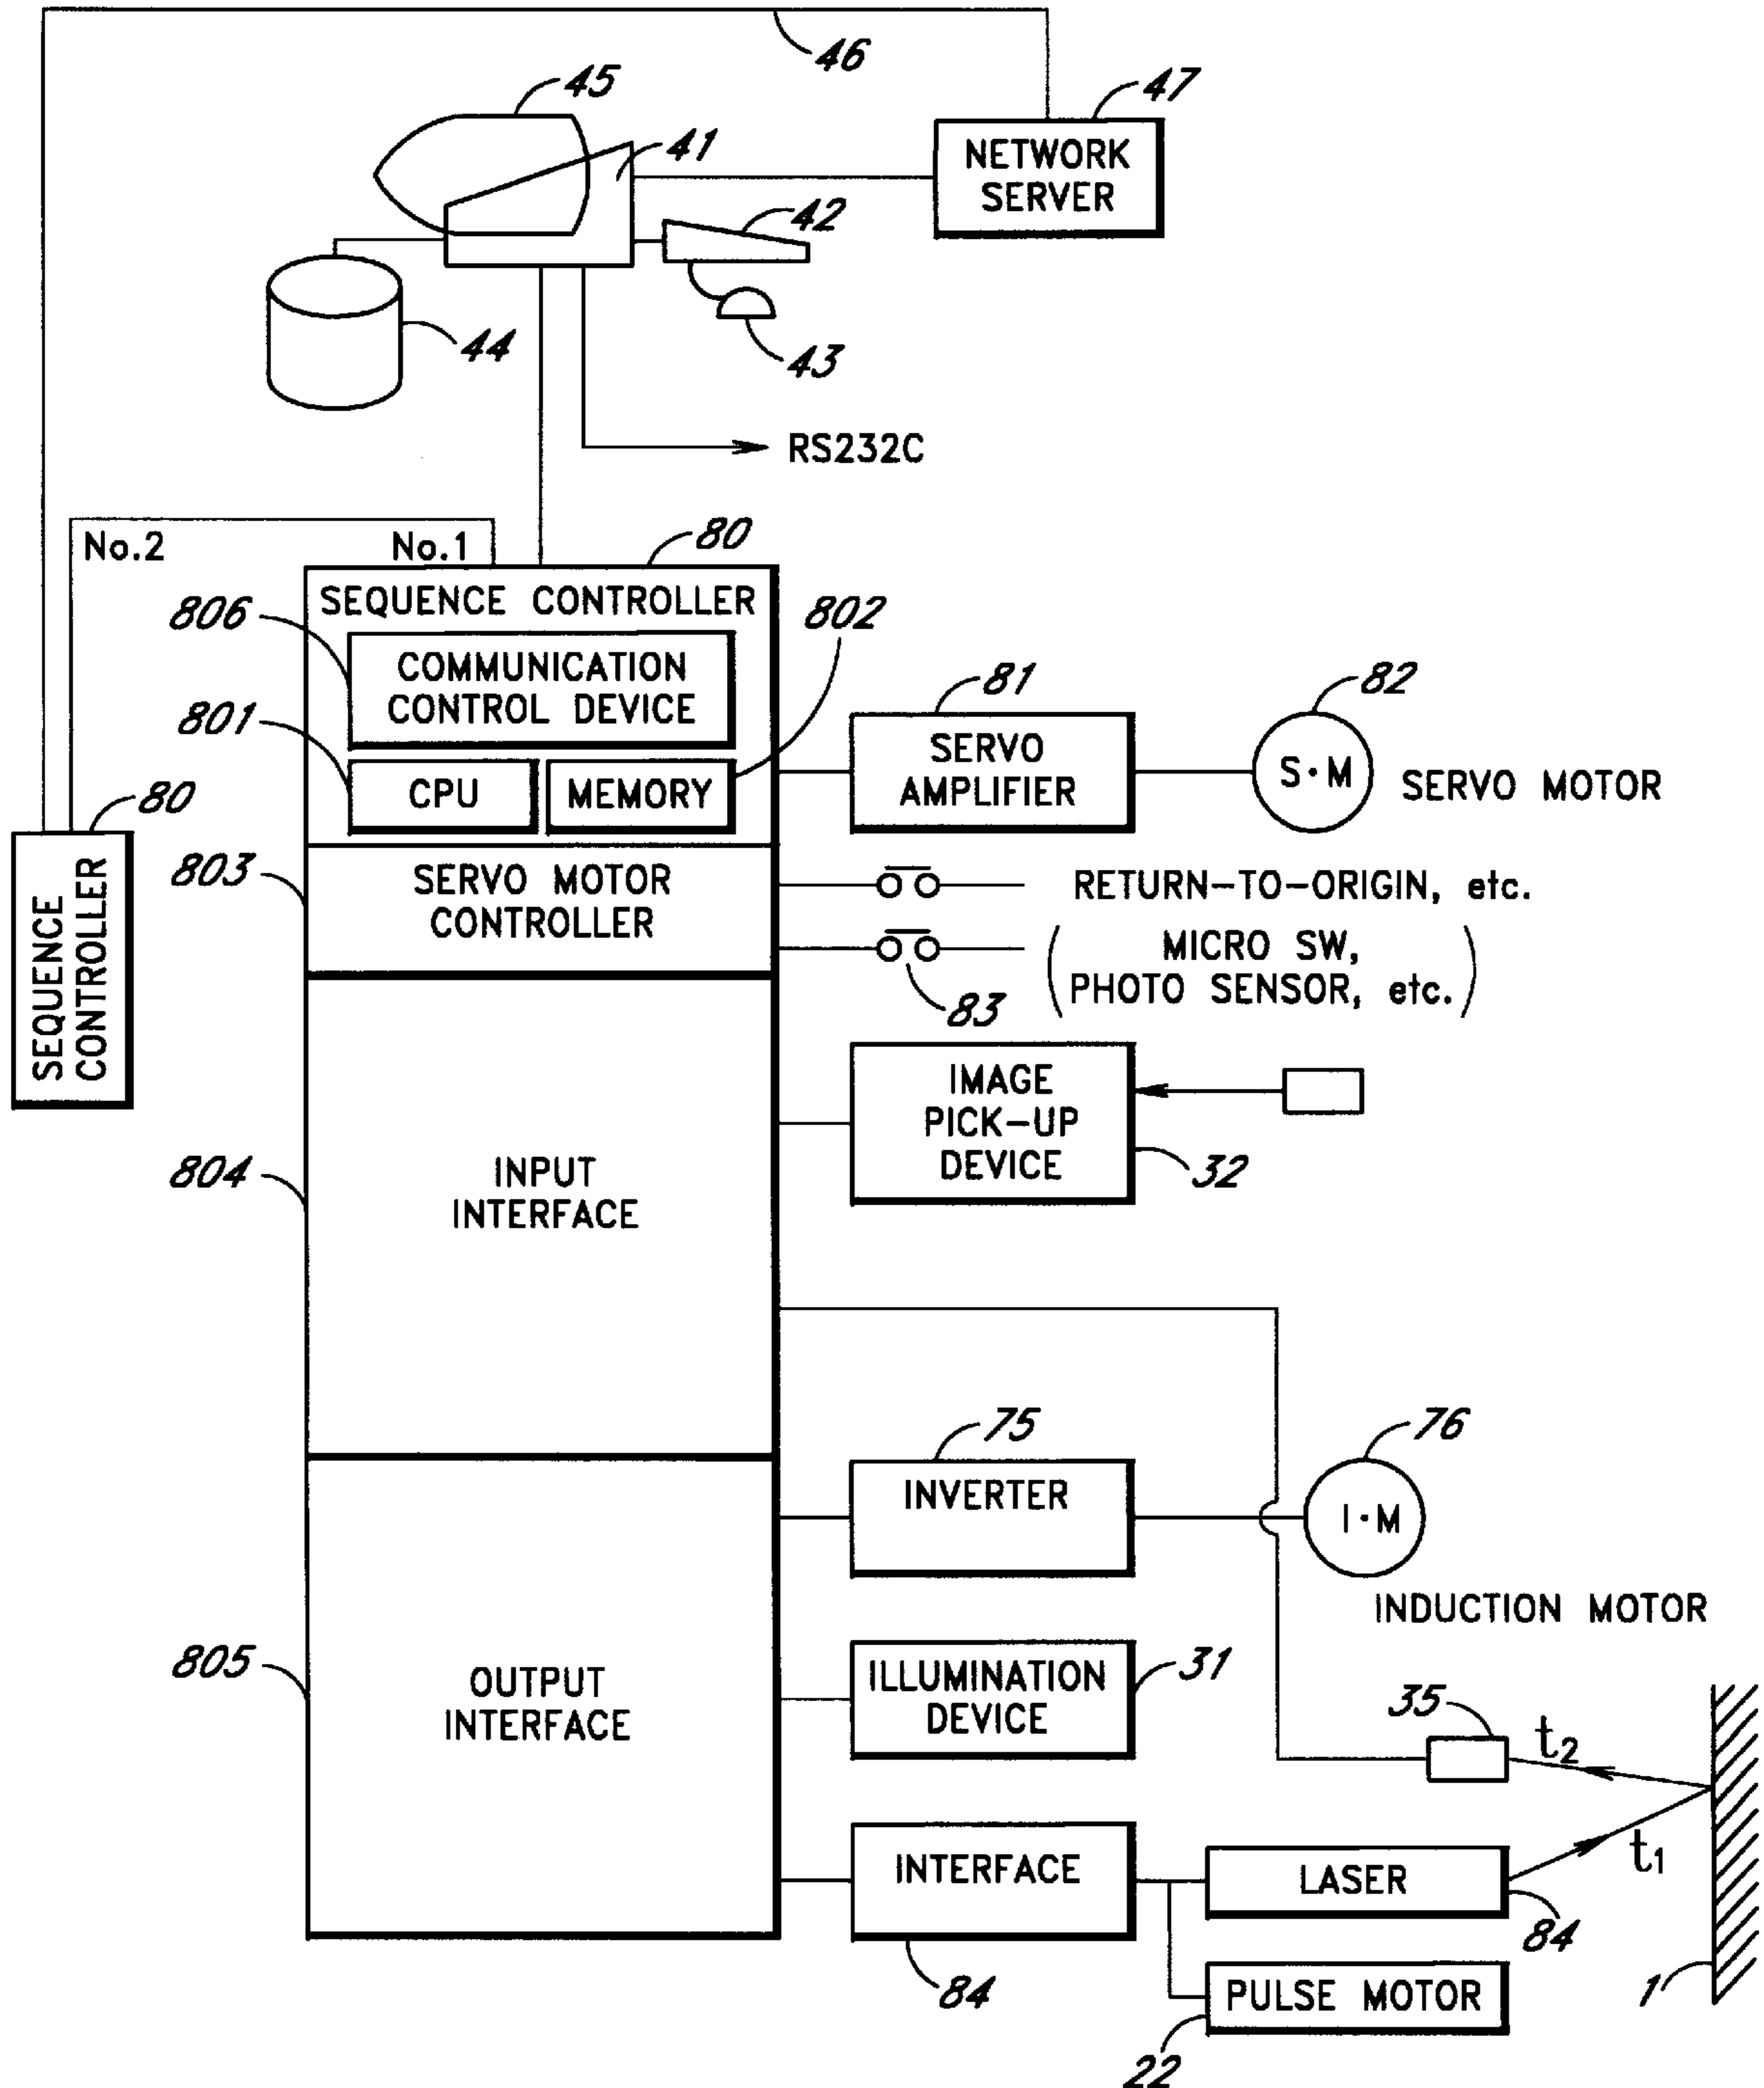 46
45
47
41
NETWORK
SERVER
42
44
43
RS232C
No.2
No.1
80
SEQUENCE CONTROLLER
806
802
COMMUNICATION
CONTROL DEVICE
81
82
801
CPU
MEMORY
SERVO
AMPLIFIER
S·M
SERVO MOTOR
80
SEQUENCE
CONTROLLER
803
SERVO MOTOR
CONTROLLER
RETURN-TO-ORIGIN, etc.
(MICRO SW,
PHOTO SENSOR, etc.)
83
IMAGE
PICK-UP
DEVICE
32
804
INPUT
INTERFACE
75
76
INVERTER
I·M
INDUCTION MOTOR
805
OUTPUT
INTERFACE
ILLUMINATION
DEVICE
31
35
t2
INTERFACE
LASER
t1
84
84
1
PULSE MOTOR
22